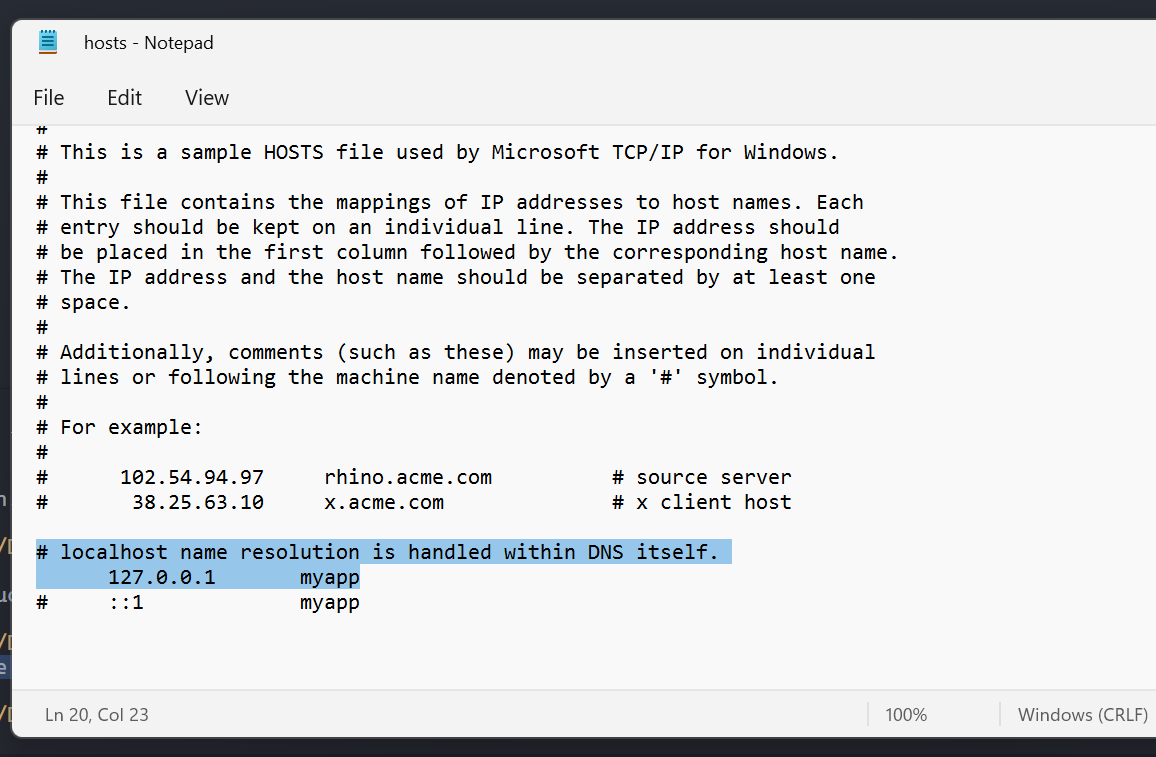 hosts - Notepad
File Edit View
#
# This is a sample HOSTS file used by Microsoft TCP/IP for Windows.
#
# This file contains the mappings of IP addresses to host names. Each
# entry should be kept on an individual line. The IP address should
# be placed in the first column followed by the corresponding host name.
# The IP address and the host name should be separated by at least one
# space.
#
# Additionally, comments (such as these) may be inserted on individual
# lines or following the machine name denoted by a '#' symbol.
#
# For example:
#
#      102.54.94.97     rhino.acme.com          # source server
#       38.25.63.10     x.acme.com              # x client host
# localhost name resolution is handled within DNS itself.
      127.0.0.1       myapp
#     ::1             myapp
Ln 20, Col 23 100% Windows (CRLF)